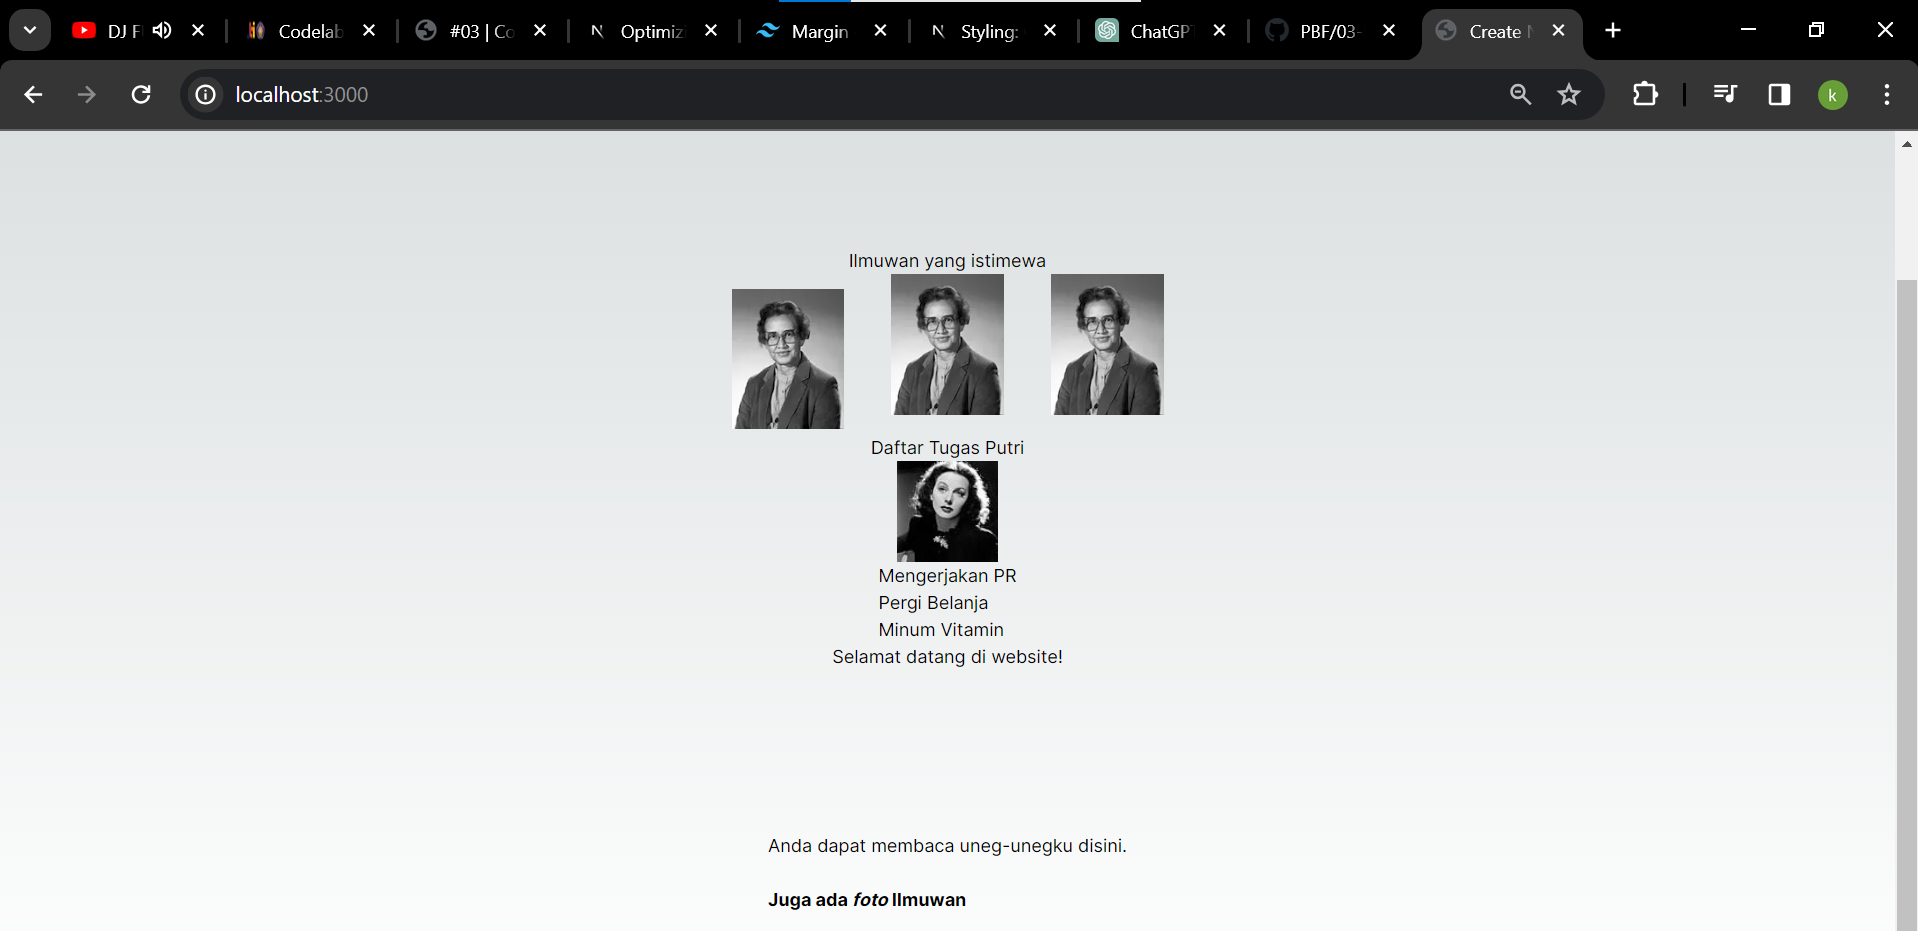 DJ F
Codelab
#03 | Co
Optimiz
Margin
Styling:
ChatGP
PBF/03-
Create
localhost:3000
k
Ilmuwan yang istimewa
Daftar Tugas Putri
Mengerjakan PR
Pergi Belanja
Minum Vitamin
Selamat datang di website!
Anda dapat membaca uneg-unegku disini.
Juga ada foto Ilmuwan